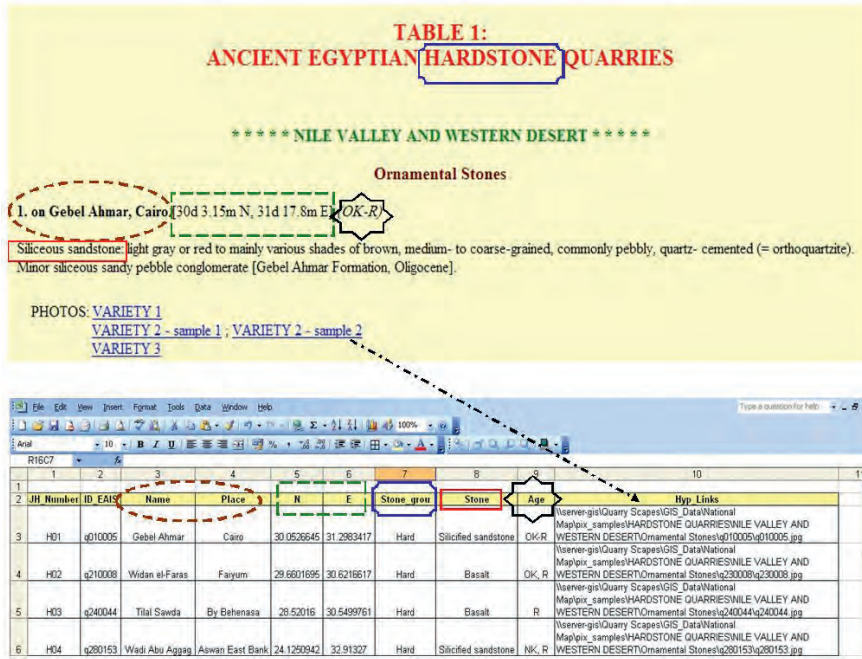 TABLE 1:
ANCIENT EGYPTIAN HARDSTONE QUARRIES
* * * * * NILE VALLEY AND WESTERN DESERT * * * * *
Ornamental Stones
1. on Gebel Ahmar, Cairo [30d 3.15m N, 31d 17.8m E] (OK-R)
Siliceous sandstone: light gray or red to mainly various shades of brown, medium- to coarse-grained, commonly pebbly, quartz- cemented (= orthoquartzite).
Minor siliceous sandy pebble conglomerate [Gebel Ahmar Formation, Oligocene].
PHOTOS: VARIETY 1
VARIETY 2 - sample 1 ; VARIETY 2 - sample 2
VARIETY 3
File Edit View Insert Format Tools Data Window Help Type a question for help
Arial 10 B I U 100%
R16C7 fx
1 2 3 4 5 6 7 8 9 10 11
1
2 JH_Number ID_EAIS Name Place N E Stone_grou Stone Age Hyp_Links
\\server-gis\Quarry Scapes\GIS_Data\National
Map\pix_samples\HARDSTONE QUARRIES\NILE VALLEY AND
3 H01 q010005 Gebel Ahmar Cairo 30.0526645 31.2983417 Hard Silicified sandstone OK-R WESTERN DESERT\Ornamental Stones\q010005\q010005.jpg
\\server-gis\Quarry Scapes\GIS_Data\National
Map\pix_samples\HARDSTONE QUARRIES\NILE VALLEY AND
4 H02 q210008 Widan el-Faras Faiyum 29.6601695 30.6216617 Hard Basalt OK, R WESTERN DESERT\Ornamental Stones\q230008\q230008.jpg
\\server-gis\Quarry Scapes\GIS_Data\National
Map\pix_samples\HARDSTONE QUARRIES\NILE VALLEY AND
5 H03 q240044 Tilal Sawda By Behenasa 28.52016 30.5499761 Hard Basalt R WESTERN DESERT\Ornamental Stones\q240044\q240044.jpg
\\server-gis\Quarry Scapes\GIS_Data\National
Map\pix_samples\HARDSTONE QUARRIES\NILE VALLEY AND
6 H04 q280153 Wadi Abu Aggag Aswan East Bank 24.1250942 32.91327 Hard Silicified sandstone NK, R WESTERN DESERT\Ornamental Stones\q280153\q280153.jpg